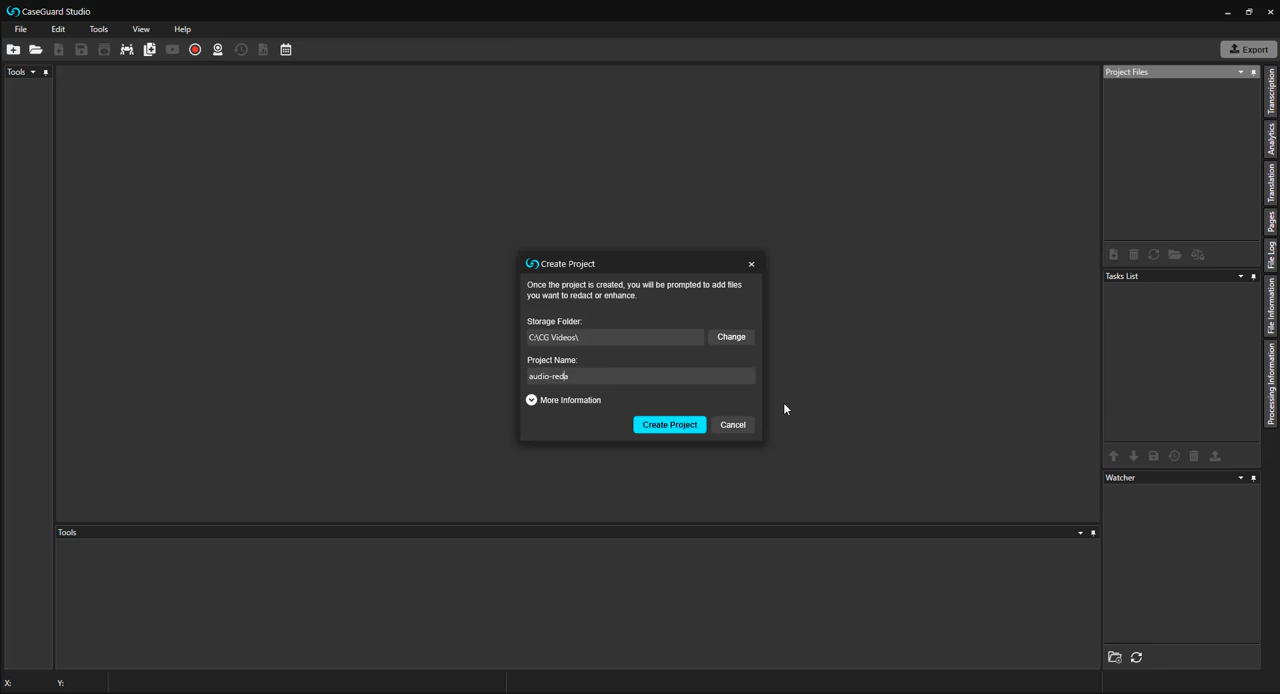 CaseGuard Studio
File Edit Tools View Help
Export
Tools
Project Files
Transcription
Analytics
Translation
Pages
File Log
File Information
Processing Information
Create Project
Once the project is created, you will be prompted to add files
you want to redact or enhance.
Storage Folder:
C:\CG Videos\
Change
Project Name:
audio-reda
More Information
Create Project Cancel
Tasks List
Watcher
Tools
X: Y: